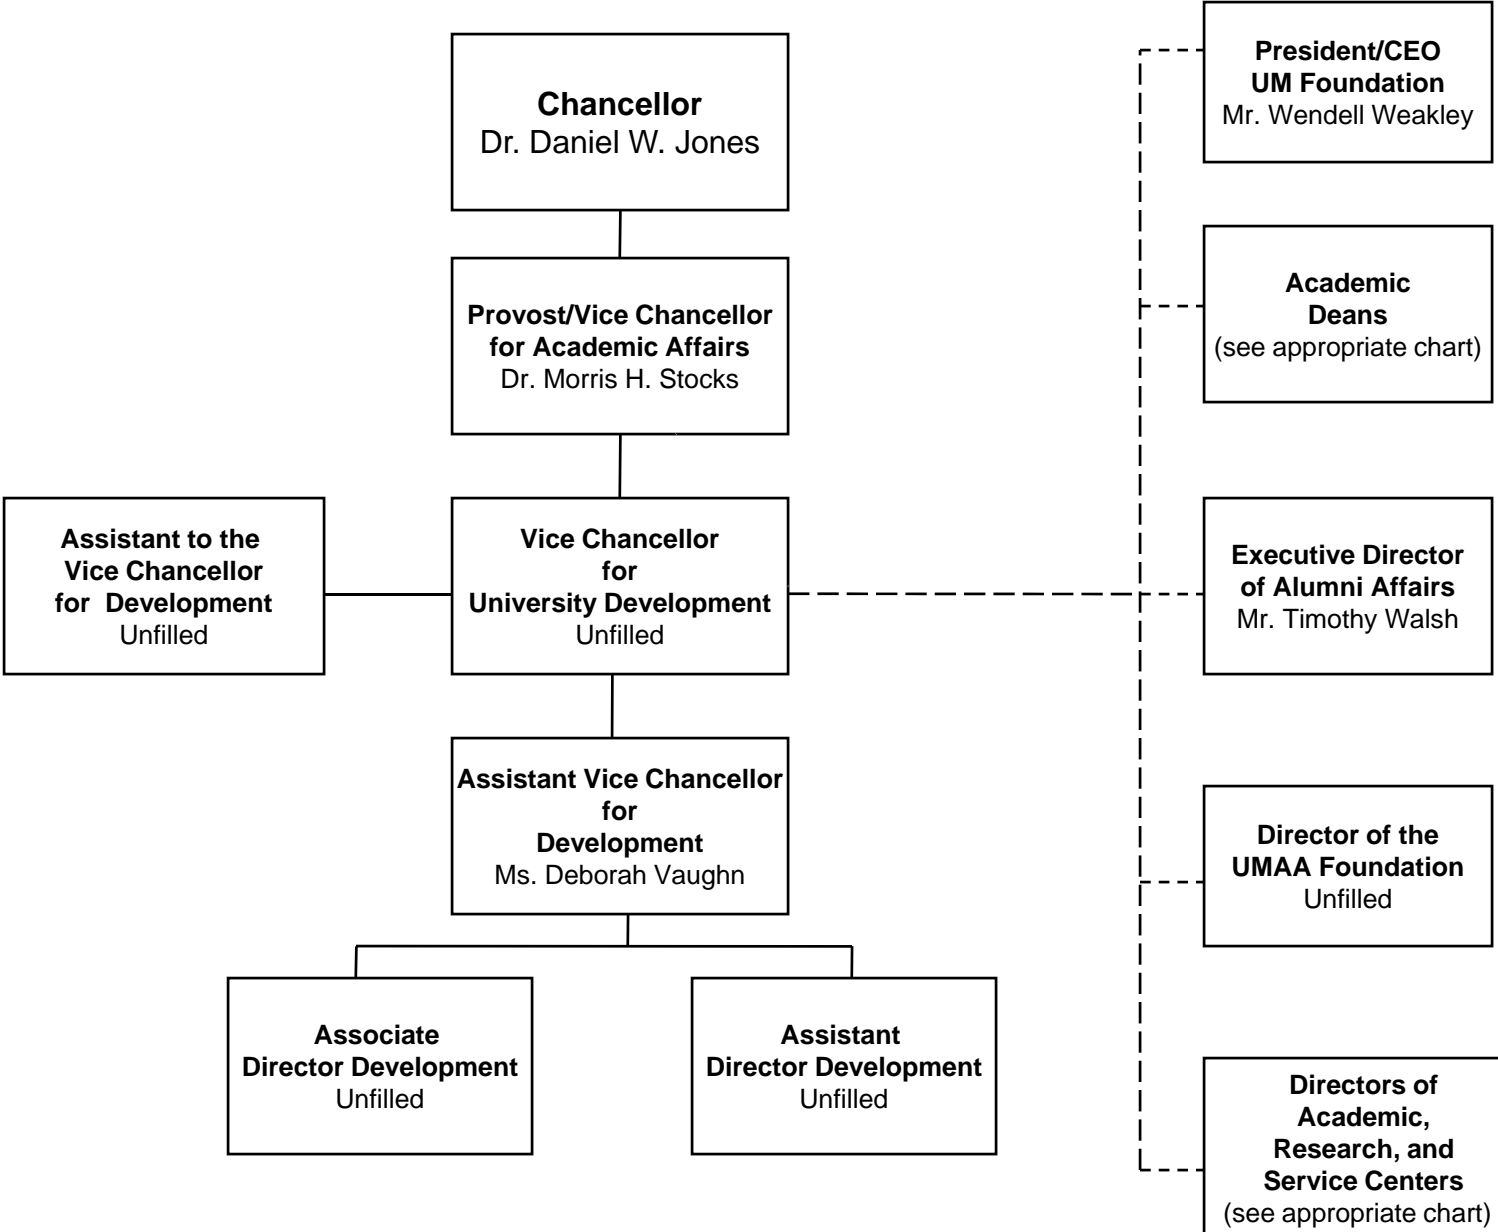 Chancellor
Dr. Daniel W. Jones
Provost/Vice Chancellor
for Academic Affairs
Dr. Morris H. Stocks
Assistant to the
Vice Chancellor
for Development
Unfilled
Vice Chancellor
for
University Development
Unfilled
Assistant Vice Chancellor
for
Development
Ms. Deborah Vaughn
Associate
Director Development
Unfilled
Assistant
Director Development
Unfilled
President/CEO
UM Foundation
Mr. Wendell Weakley
Academic
Deans
(see appropriate chart)
Executive Director
of Alumni Affairs
Mr. Timothy Walsh
Director of the
UMAA Foundation
Unfilled
Directors of
Academic,
Research, and
Service Centers
(see appropriate chart)